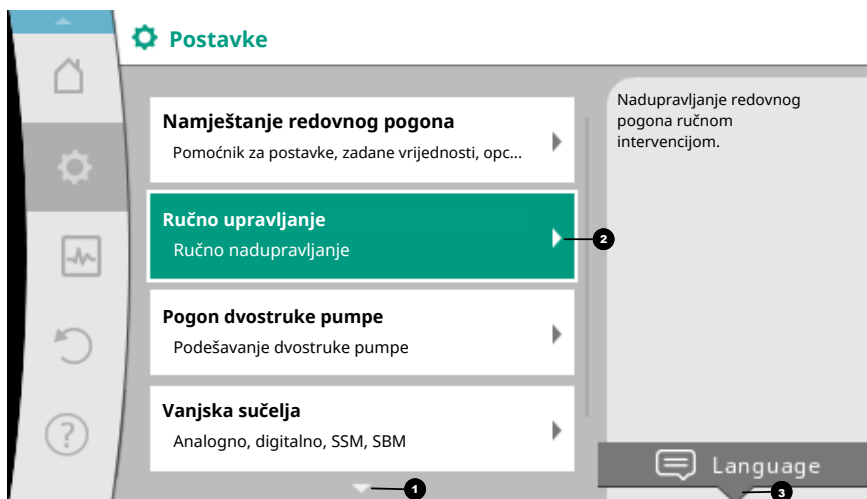 Postavke
Namještanje redovnog pogona
Pomoćnik za postavke, zadane vrijednosti, opc...
Ručno upravljanje
Ručno nadupravljanje
2
Pogon dvostruke pumpe
Podešavanje dvostruke pumpe
Vanjska sučelja
Analogno, digitalno, SSM, SBM
1
Nadupravljanje redovnog
pogona ručnom
intervencijom.
Language
3
?